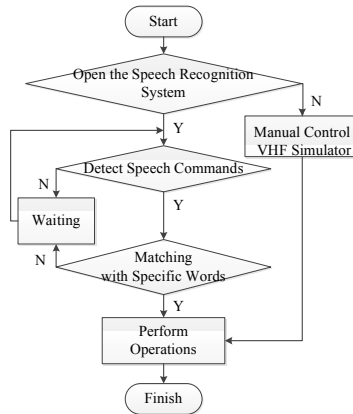 Start
Open the Speech Recognition
System
N
Y
Manual Control
VHF Simulator
Detect Speech Commands
N
Y
Waiting
N
Matching
with Specific Words
Y
Perform
Operations
Finish